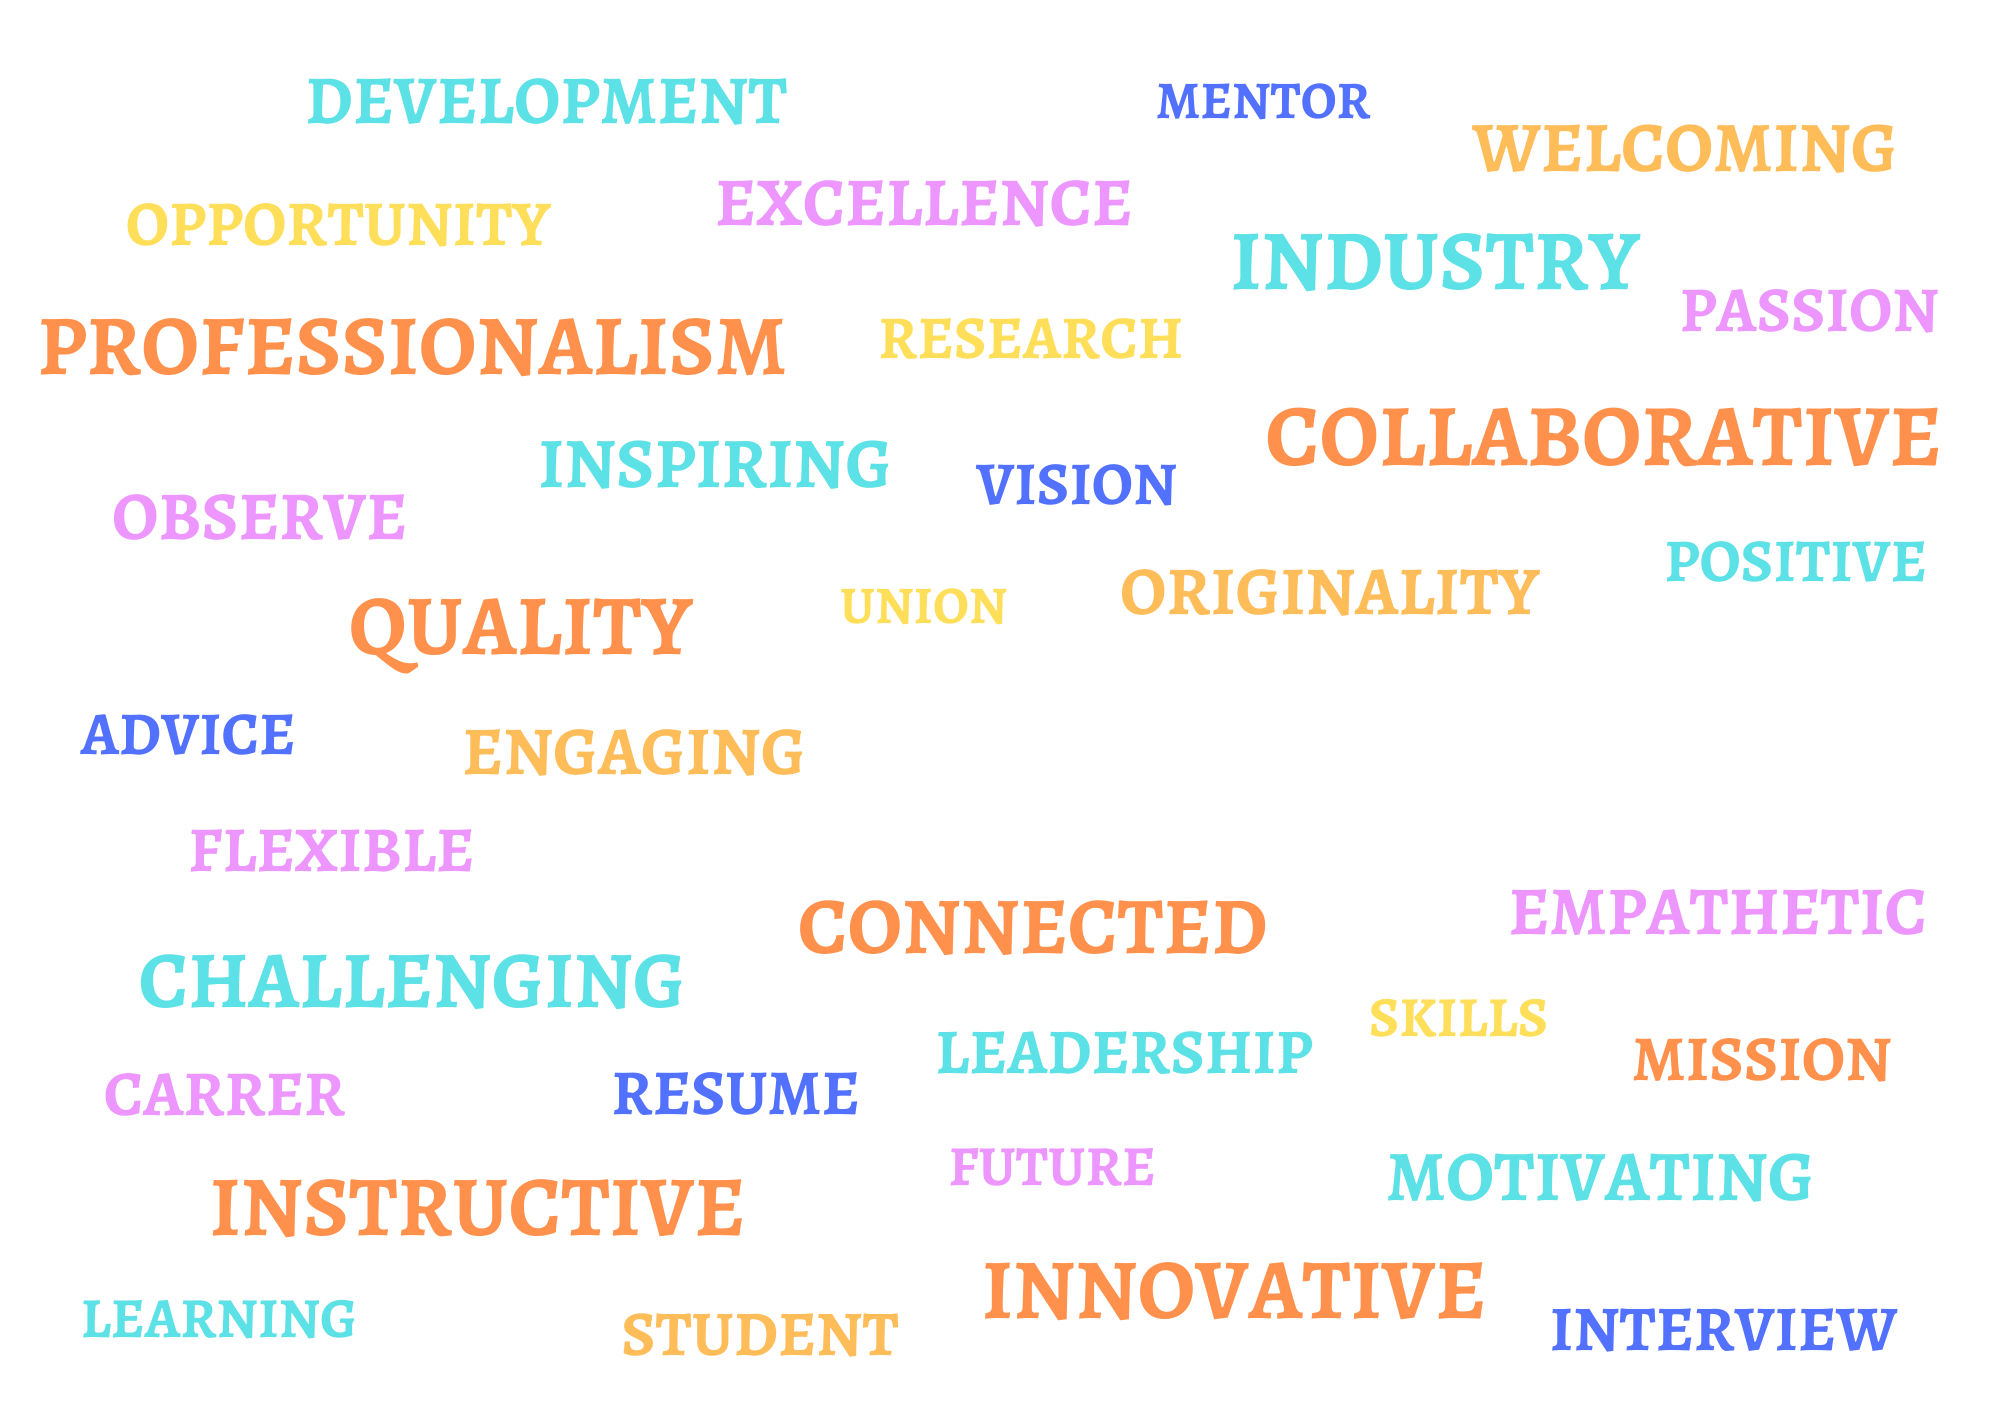 DEVELOPMENT
MENTOR
WELCOMING
OPPORTUNITY
EXCELLENCE
INDUSTRY
PASSION
PROFESSIONALISM
RESEARCH
COLLABORATIVE
INSPIRING
VISION
OBSERVE
POSITIVE
QUALITY
UNION
ORIGINALITY
ADVICE
ENGAGING
FLEXIBLE
CONNECTED
EMPATHETIC
CHALLENGING
SKILLS
LEADERSHIP
MISSION
CARRER
RESUME
FUTURE
MOTIVATING
INSTRUCTIVE
INNOVATIVE
LEARNING
STUDENT
INTERVIEW